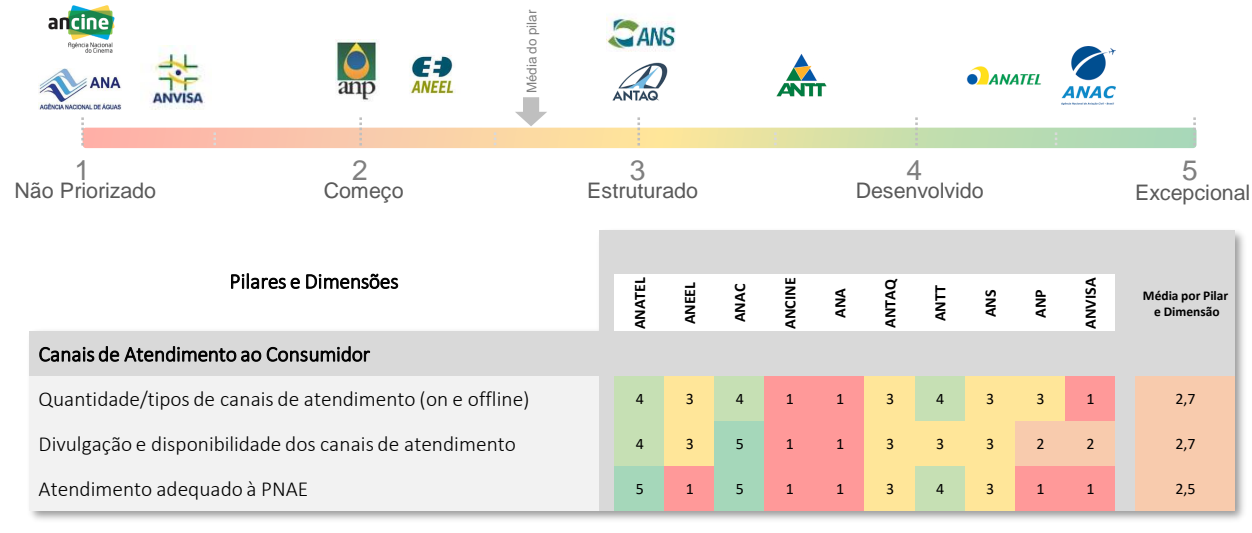 ancine
Agência Nacional
do Cinema
ANA
AGÊNCIA NACIONAL DE ÁGUAS
ANVISA
anp
ANEEL
Média do pilar
ANS
ANTAQ
ANTT
ANATEL
ANAC
1
2
3
4
5
Não Priorizado
Começo
Estruturado
Desenvolvido
Excepcional
Pilares e Dimensões
ANATEL
ANEEL
ANAC
ANCINE
ANA
ANTAQ
ANTT
ANS
ANP
ANVISA
Média por Pilar
e Dimensão
Canais de Atendimento ao Consumidor
Quantidade/tipos de canais de atendimento (on e offline) 4 3 4 1 1 3 4 3 3 1 2,7
Divulgação e disponibilidade dos canais de atendimento 4 3 5 1 1 3 3 3 2 2 2,7
Atendimento adequado à PNAE 5 1 5 1 1 3 4 3 1 1 2,5